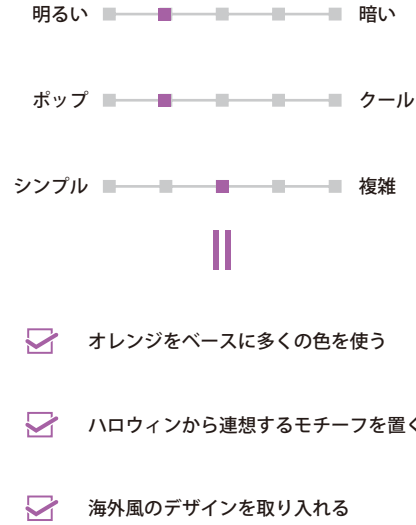 明るい 暗い
ポップ クール
シンプル 複雑
オレンジをベースに多くの色を使う
ハロウィンから連想するモチーフを置く
海外風のデザインを取り入れる